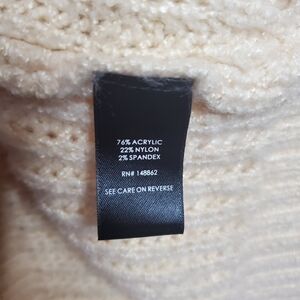 76% ACRYLIC
22% NYLON
2% SPANDEX
RN# 148862
SEE CARE ON REVERSE